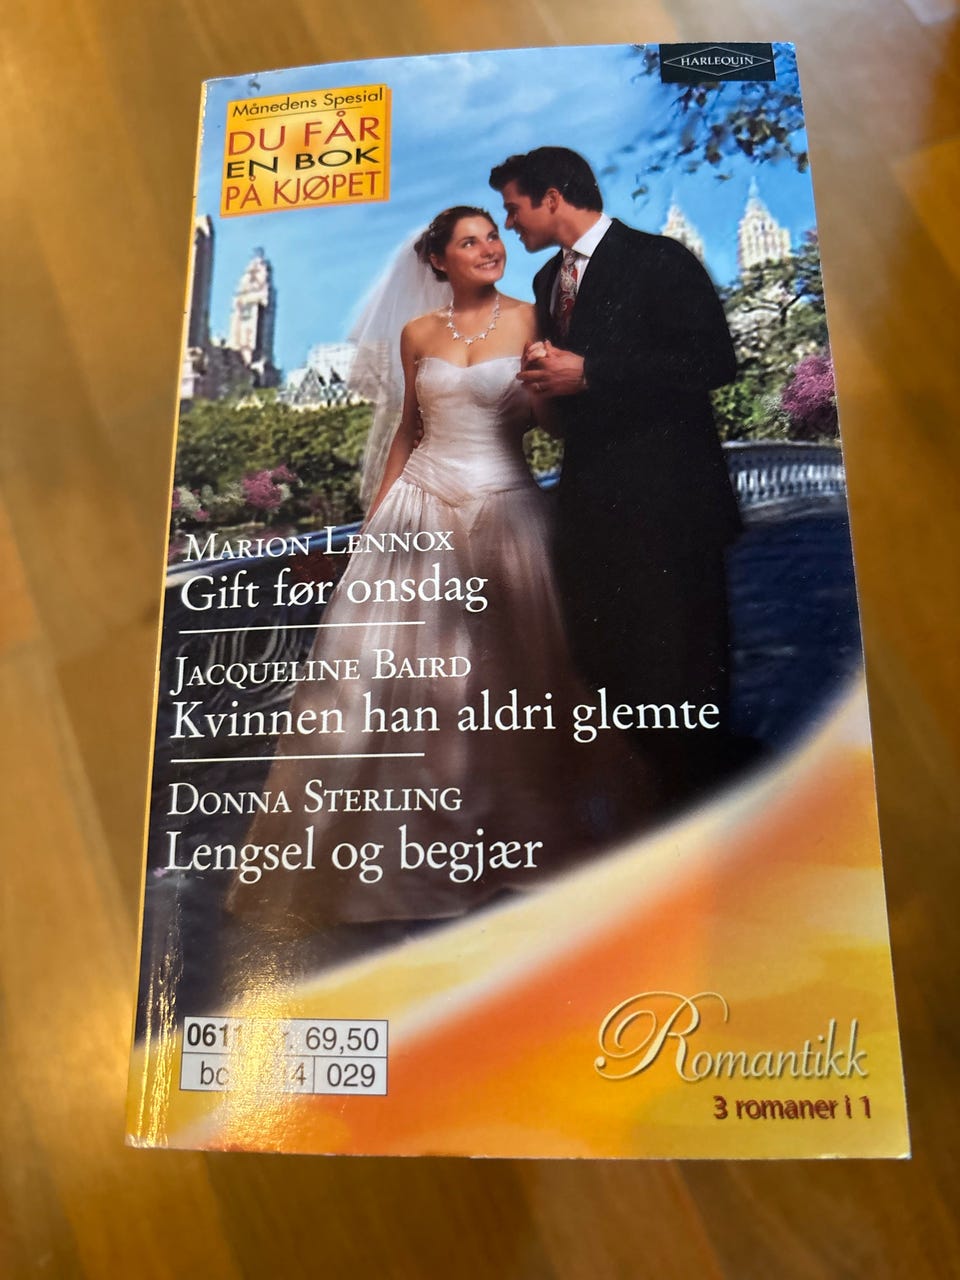 HARLEQUIN
Månedens Spesial
DU FÅR
EN BOK
PÅ KJØPET
MARION LENNOX
Gift før onsdag
JACQUELINE BAIRD
Kvinnen han aldri glemte
DONNA STERLING
Lengsel og begjær
69,50
029
Romantikk
3 romaner i 1